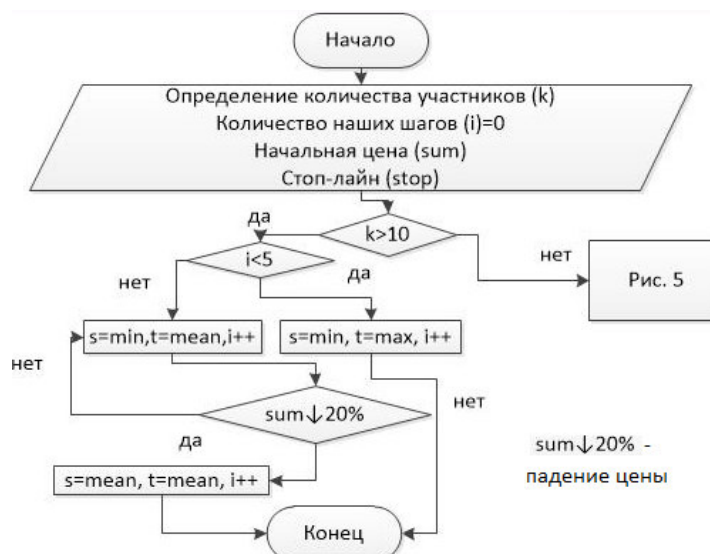 Начало
Определение количества участников (k)
Количество наших шагов (i)=0
Начальная цена (sum)
Стоп-лайн (stop)
да
k>10
нет
Рис. 5
i<5
нет
да
s=min,t=mean,i++
s=min, t=max, i++
нет
sum↓20%
нет
да
sum↓20% -
падение цены
s=mean, t=mean, i++
Конец